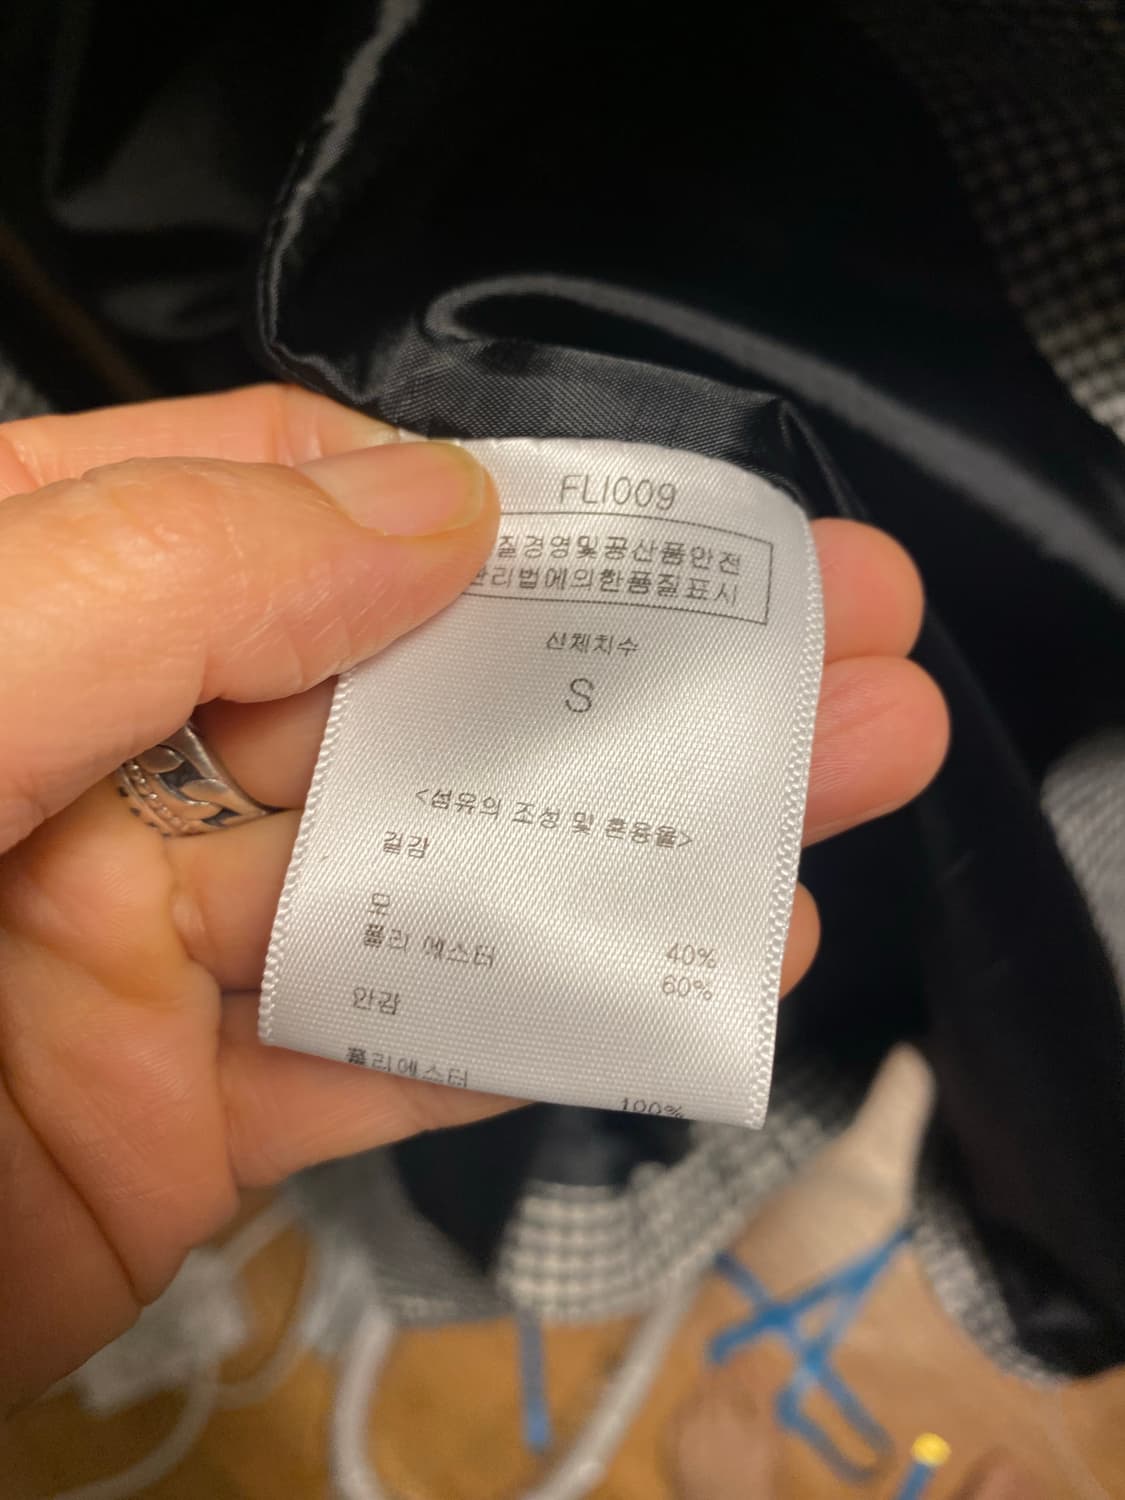 FLI009
질경영및공산품안전
관리법에의한품질표시
신체치수
S
<섬유의 조성 및 혼용율>
겉감
모 40%
폴리 에스터 60%
안감
폴리에스터 100%